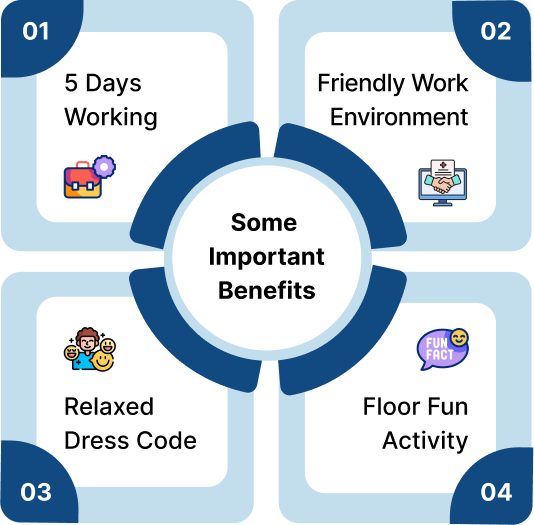 01
5 Days
Working
02
Friendly Work
Environment
Some
Important
Benefits
Relaxed
Dress Code
03
FUN
FACT
Floor Fun
Activity
04